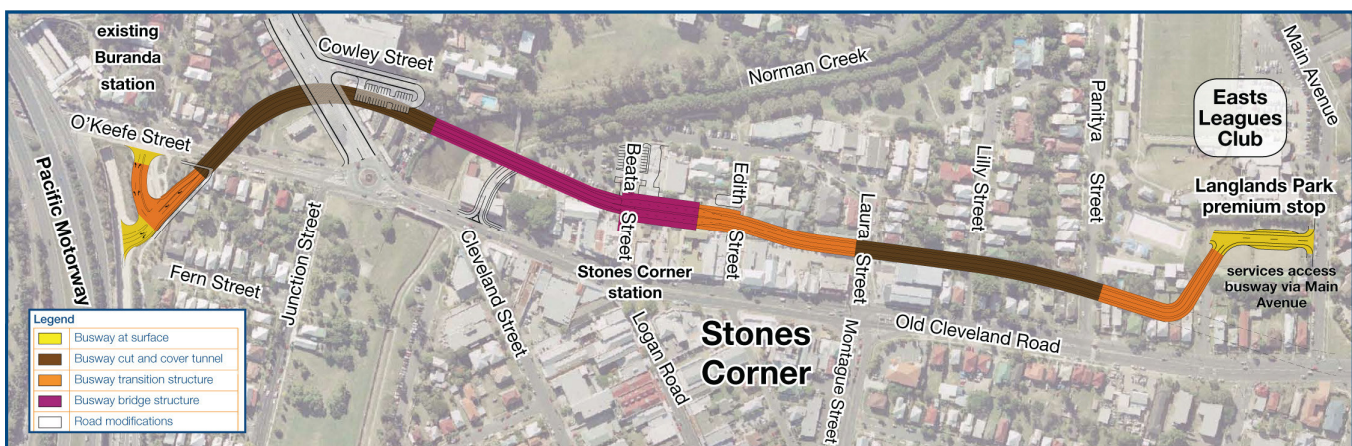 existing
Buranda
station
Cowley Street
Norman Creek
Main Avenue
O'Keefe Street
Pacific Motorway
Fern Street
Junction Street
Cleveland Street
Beata
Street
Edith
Street
Stones Corner
station
Logan Road
Stones
Corner
Laura
Street
Montague Street
Lilly Street
Panitya
Street
Old Cleveland Road
Easts
Leagues
Club
Langlands Park
premium stop
services access
busway via Main
Avenue
Legend
Busway at surface
Busway cut and cover tunnel
Busway transition structure
Busway bridge structure
Road modifications